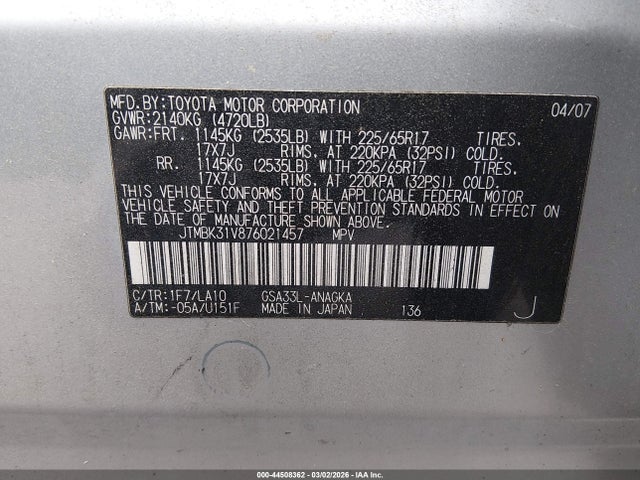 MFD.BY:TOYOTA MOTOR CORPORATION 04/07
GVWR:2140KG (4720LB)
GAWR:FRT. 1145KG (2535LB) WITH 225/65R17 TIRES,
17X7J RIMS, AT 220KPA (32PSI) COLD.
RR. 1145KG (2535LB) WITH 225/65R17 TIRES,
17X7J RIMS, AT 220KPA (32PSI) COLD.
THIS VEHICLE CONFORMS TO ALL APPLICABLE FEDERAL MOTOR
VEHICLE SAFETY AND THEFT PREVENTION STANDARDS IN EFFECT ON
THE DATE OF MANUFACTURE SHOWN ABOVE.
JTMBK31V876021457 MPV
C/TR:1F7/LA10 GSA33L-ANAGKA
A/TM:-05A/U151F MADE IN JAPAN 136 J
000-44508362 | 03/02/2026 - IAA Inc.